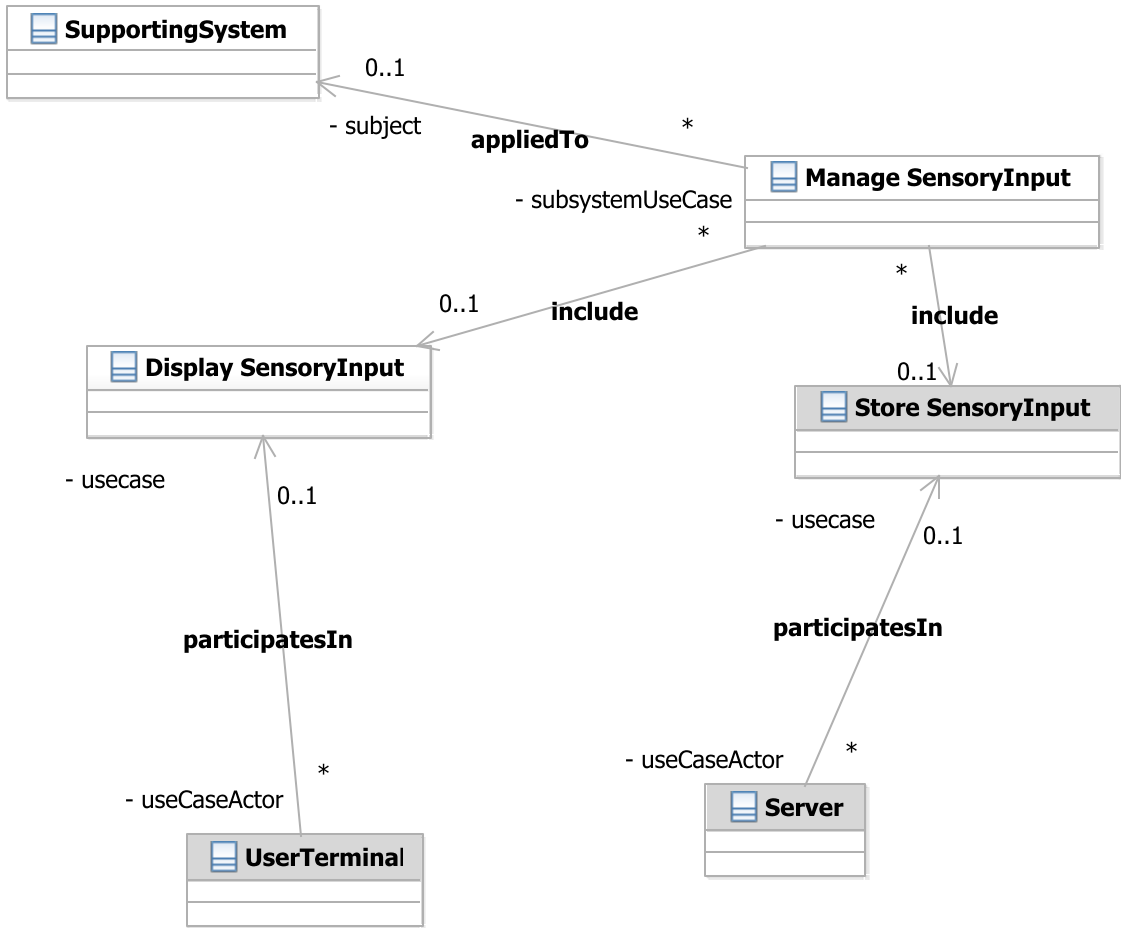 SupportingSystem
0..1
- subject
appliedTo
*
Manage SensoryInput
- subsystemUseCase
*
*
0..1
include
include
Display SensoryInput
0..1
Store SensoryInput
- usecase
0..1
- usecase
0..1
participatesIn
participatesIn
*
- useCaseActor
- useCaseActor
*
Server
UserTerminal